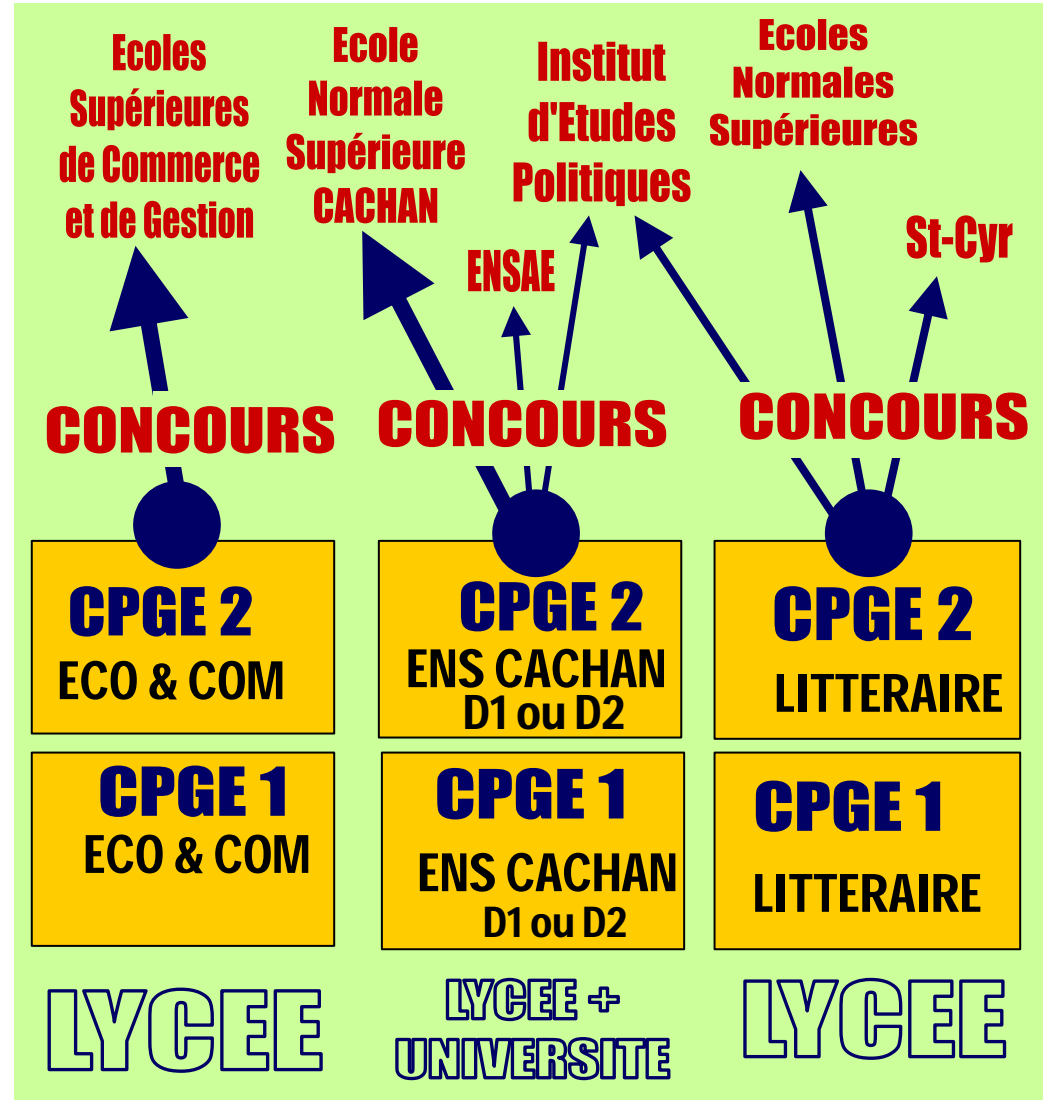 Ecoles
Supérieures
de Commerce
et de Gestion
Ecole
Normale
Supérieure
CACHAN
ENSAE
Institut
d'Etudes
Politiques
Ecoles
Normales
Supérieures
St-Cyr
CONCOURS
CONCOURS
CONCOURS
CPGE 2
ECO & COM
CPGE 2
ENS CACHAN
D1 ou D2
CPGE 2
LITTERAIRE
CPGE 1
ECO & COM
CPGE 1
ENS CACHAN
D1 ou D2
CPGE 1
LITTERAIRE
LYCEE
LYCEE +
UNIVERSITE
LYCEE